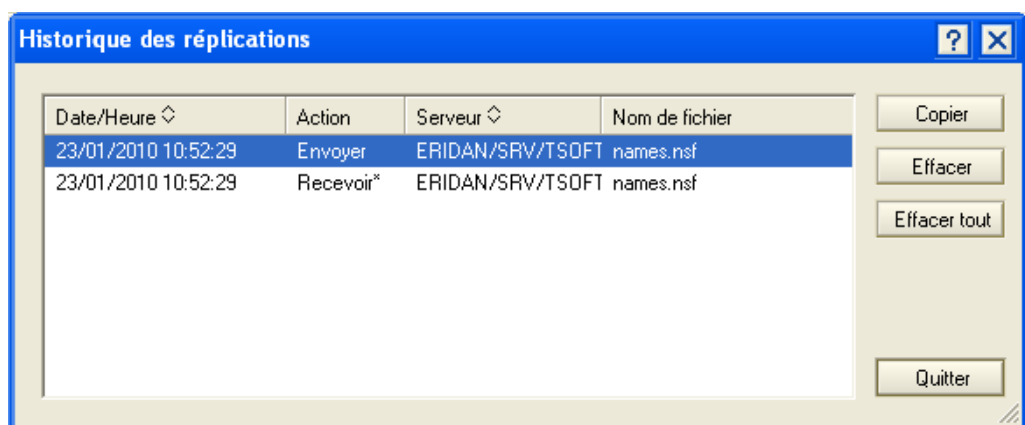 Historique des réplications
Date/Heure Action Serveur Nom de fichier
23/01/2010 10:52:29 Envoyer ERIDAN/SRV/TSOFT names.nsf
23/01/2010 10:52:29 Recevoir* ERIDAN/SRV/TSOFT names.nsf
Copier
Effacer
Effacer tout
Quitter